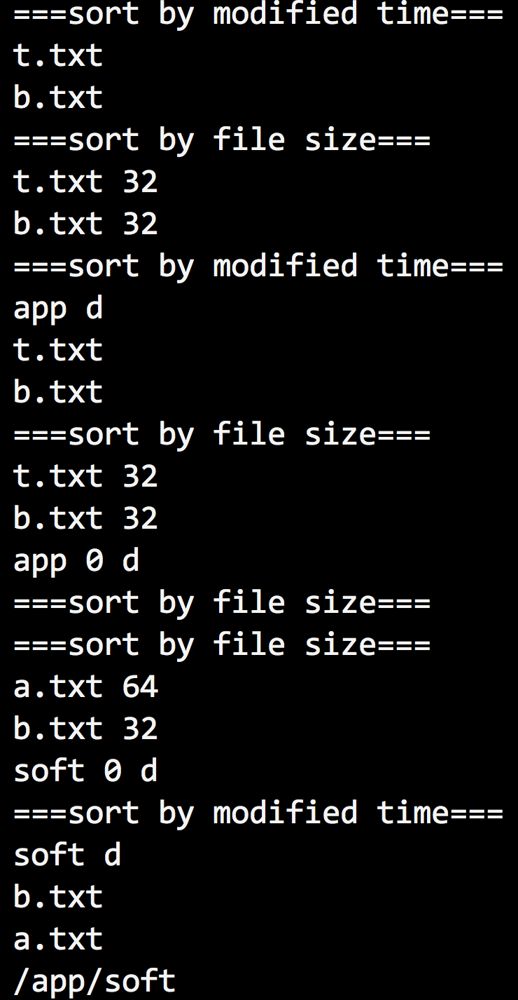 ===sort by modified time===
t.txt
b.txt
===sort by file size===
t.txt 32
b.txt 32
===sort by modified time===
app d
t.txt
b.txt
===sort by file size===
t.txt 32
b.txt 32
app 0 d
===sort by file size===
===sort by file size===
a.txt 64
b.txt 32
soft 0 d
===sort by modified time===
soft d
b.txt
a.txt
/app/soft